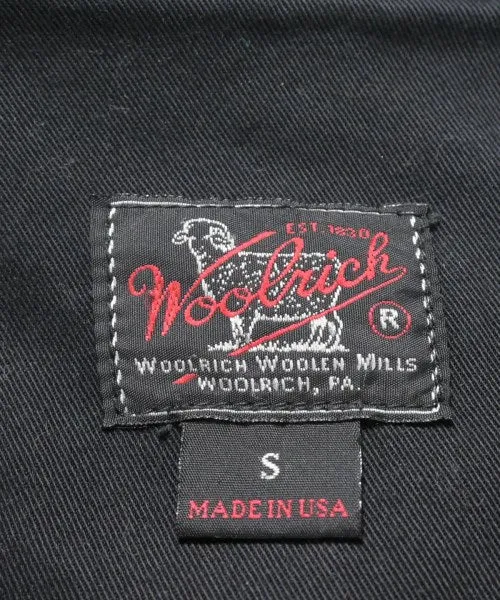 EST. 1830
Woolrich
®
WOOLRICH WOOLEN MILLS
WOOLRICH, PA.
S
MADE IN USA